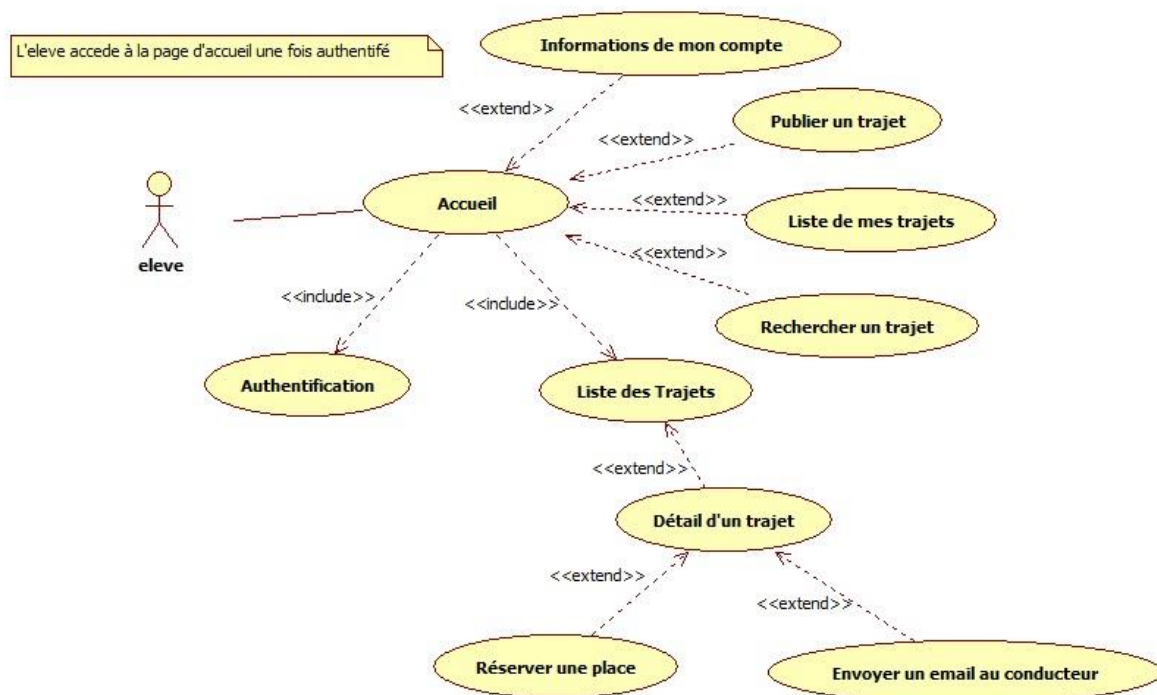 Informations de mon compte
L'eleve accede à la page d'accueil une fois authentifé
<<extend>>
Publier un trajet
<<extend>>
Accueil
<<extend>>
Liste de mes trajets
eleve
<<extend>>
<<include>>
<<include>>
Rechercher un trajet
Authentification
Liste des Trajets
<<extend>>
Détail d'un trajet
<<extend>>
<<extend>>
Réserver une place
Envoyer un email au conducteur